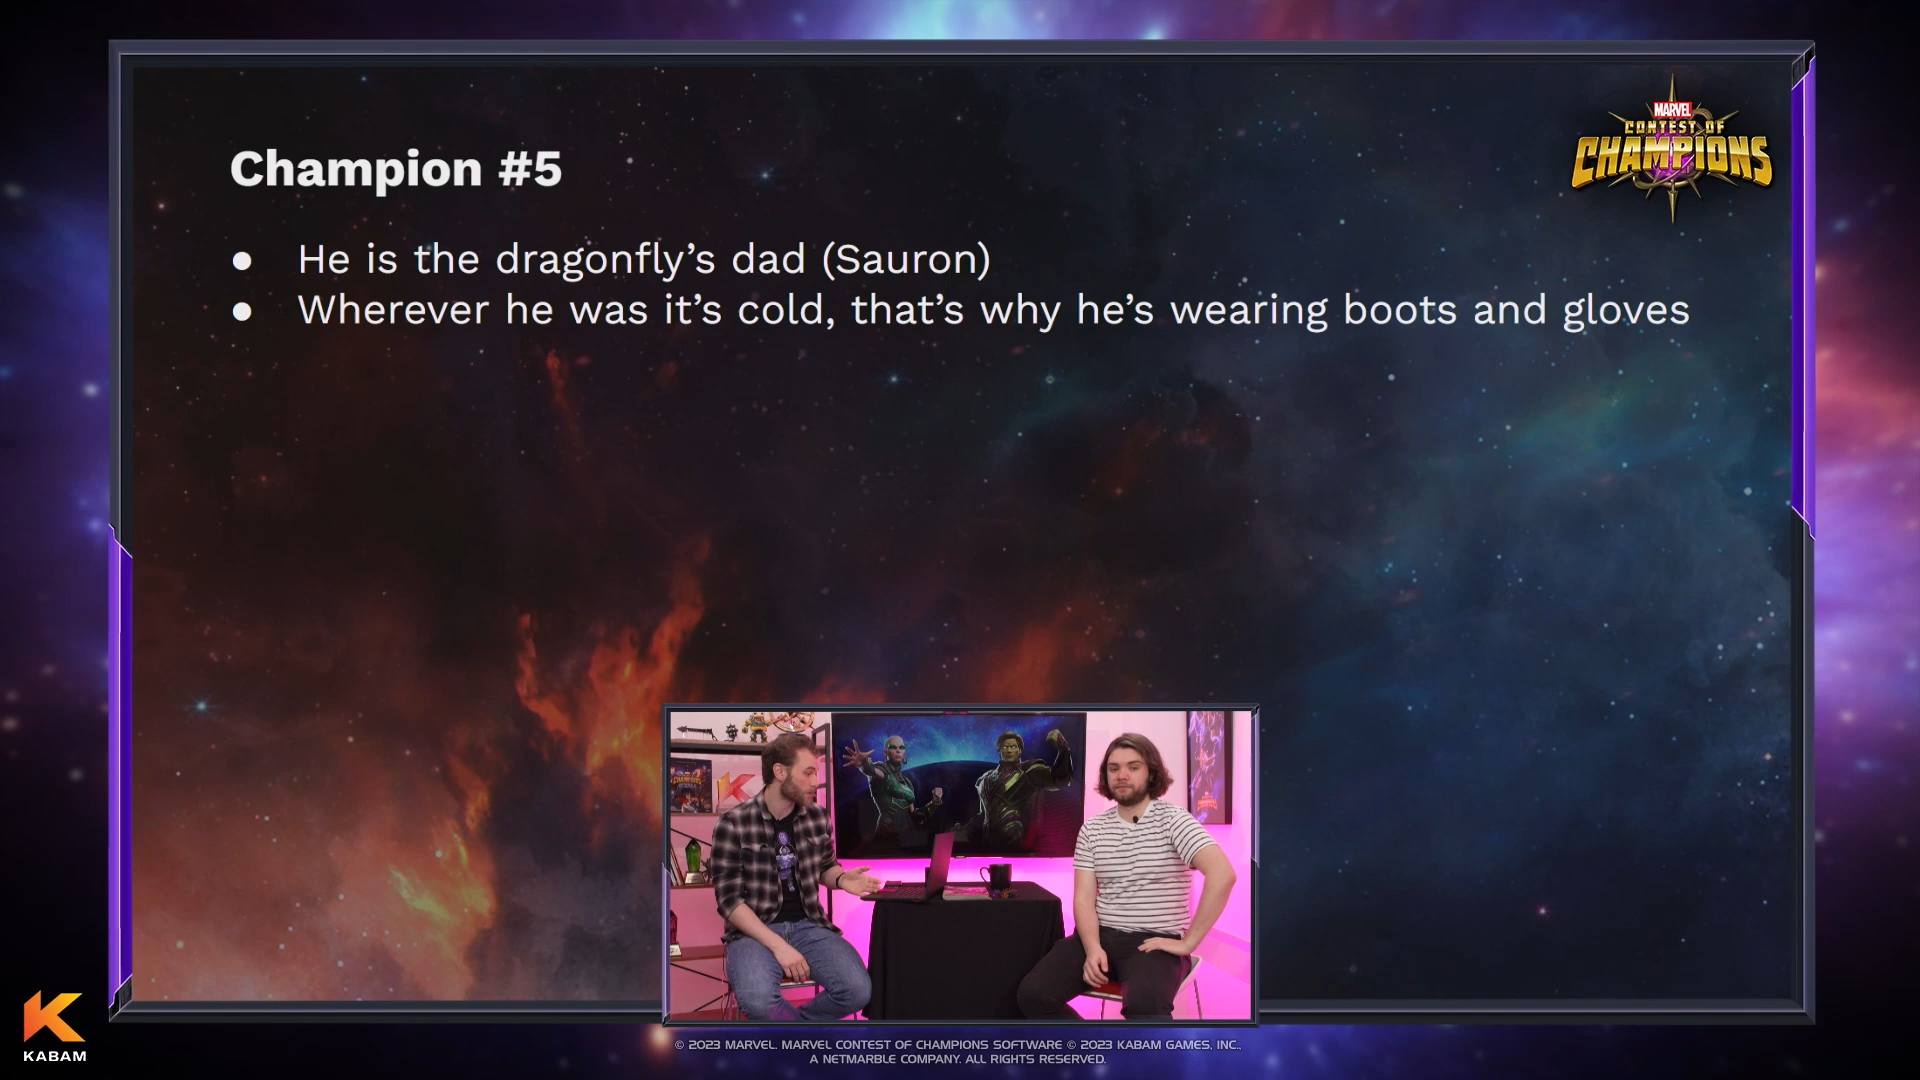 MARVEL
CONTEST OF
CHAMPIONS
Champion #5
● He is the dragonfly’s dad (Sauron)
● Wherever he was it’s cold, that’s why he’s wearing boots and gloves
KABAM
© 2023 MARVEL. MARVEL CONTEST OF CHAMPIONS SOFTWARE © 2023 KABAM GAMES, INC.,
A NETMARBLE COMPANY. ALL RIGHTS RESERVED.